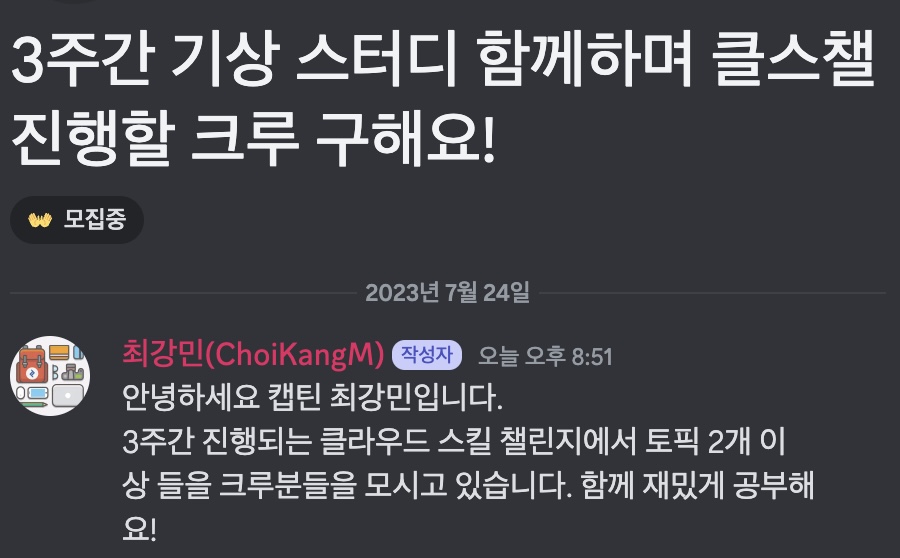 3주간 기상 스터디 함께하며 클스챌
진행할 크루 구해요!
👐 모집중
2023년 7월 24일
최강민(ChoiKangM) 작성자 오늘 오후 8:51
안녕하세요 캡틴 최강민입니다.
3주간 진행되는 클라우드 스킬 챌린지에서 토픽 2개 이
상 들을 크루분들을 모시고 있습니다. 함께 재밌게 공부해
요!